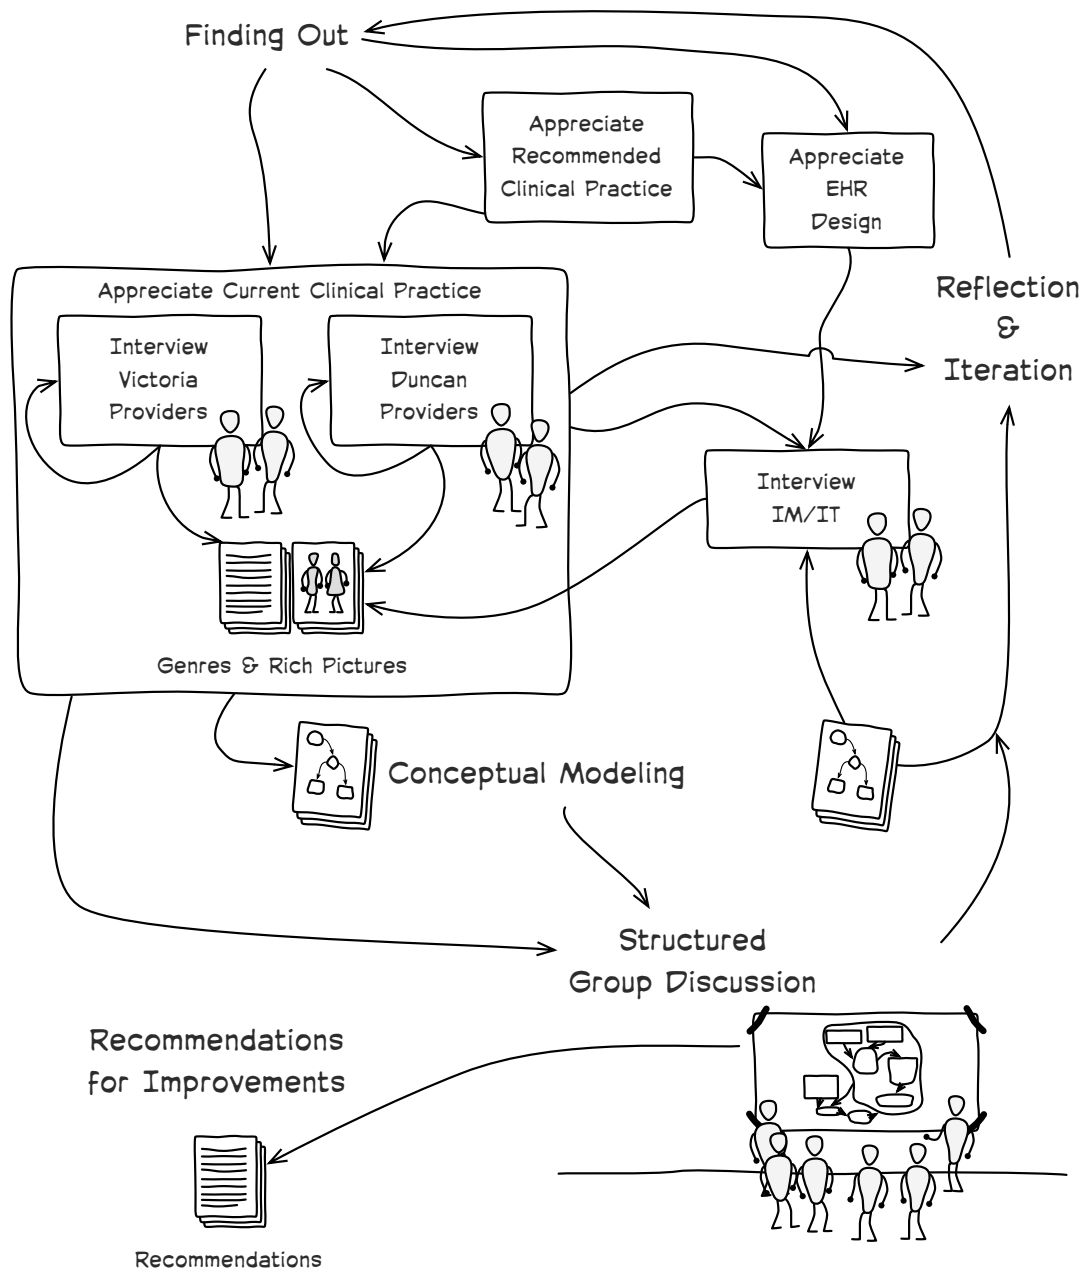 Finding Out
Appreciate
Recommended
Clinical Practice
Appreciate
EHR
Design
Reflection
&
Iteration
Appreciate Current Clinical Practice
Interview
Victoria
Providers
Interview
Duncan
Providers
Interview
IM/IT
Genres & Rich Pictures
Conceptual Modeling
Structured
Group Discussion
Recommendations
for Improvements
Recommendations